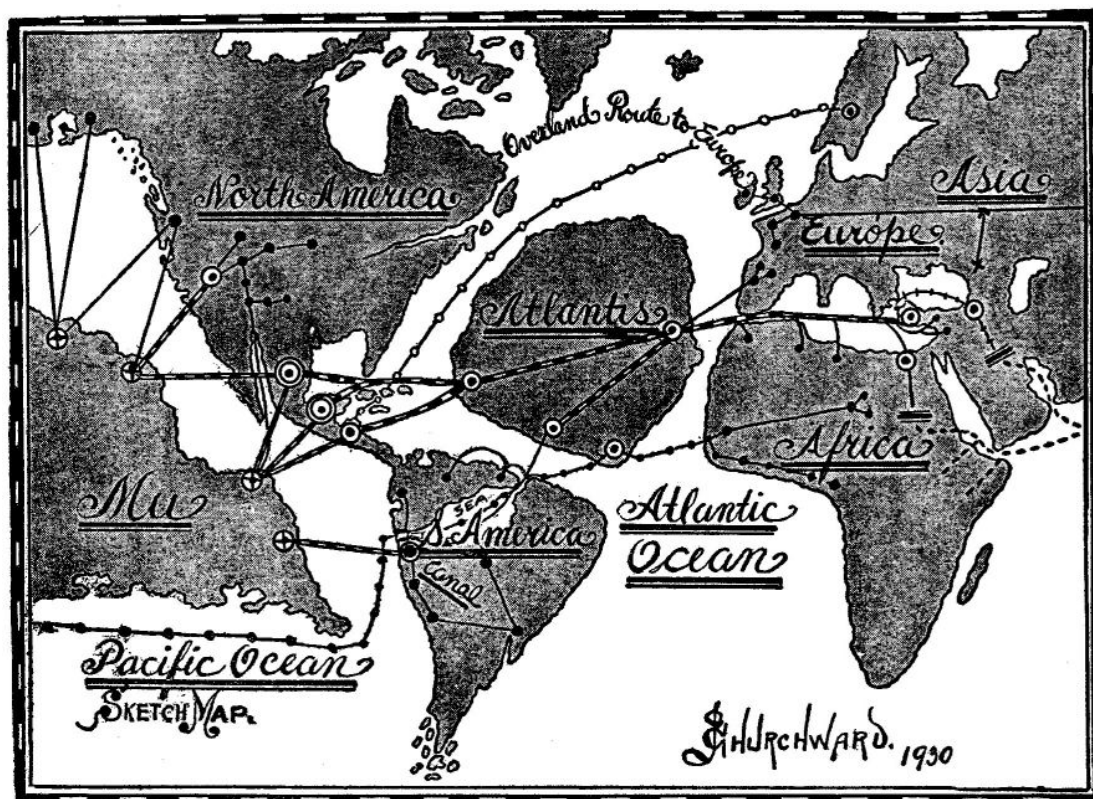 Overland Route to Europe
North America
Asia
Europe
Atlantis
Africa
Mu
SEA
S. America
Canal
Atlantic
Ocean
Pacific Ocean
SKETCH MAP.
J CHURCHWARD. 1930